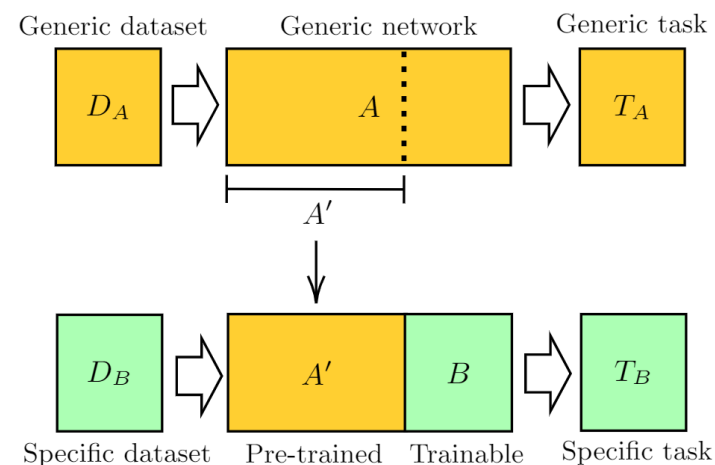 Generic dataset
Generic network
Generic task
D_A
A
T_A
A′
D_B
A′
B
T_B
Specific dataset
Pre-trained
Trainable
Specific task